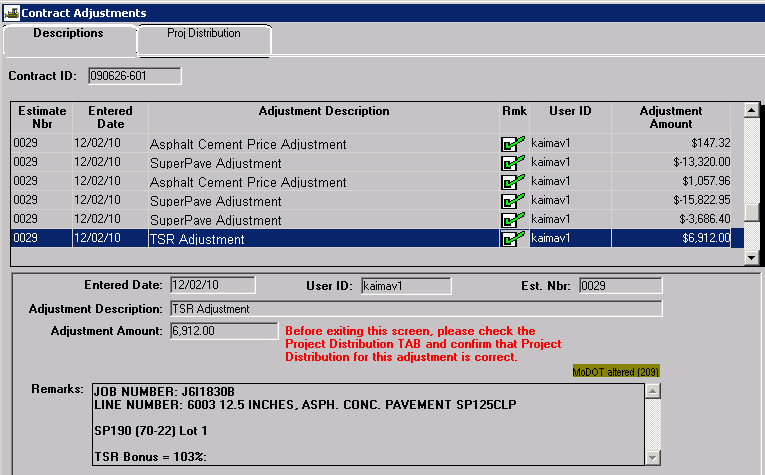 Contract Adjustments
Descriptions Proj Distribution
Contract ID: 090626-601
Estimate Nbr Entered Date Adjustment Description Rmk User ID Adjustment Amount
0029 12/02/10 Asphalt Cement Price Adjustment kaimav1 $147.32
0029 12/02/10 SuperPave Adjustment kaimav1 $-13,320.00
0029 12/02/10 Asphalt Cement Price Adjustment kaimav1 $1,057.96
0029 12/02/10 SuperPave Adjustment kaimav1 $-15,822.95
0029 12/02/10 SuperPave Adjustment kaimav1 $-3,686.40
0029 12/02/10 TSR Adjustment kaimav1 $6,912.00
Entered Date: 12/02/10 User ID: kaimav1 Est. Nbr: 0029
Adjustment Description: TSR Adjustment
Adjustment Amount: 6,912.00
Before exiting this screen, please check the
Project Distribution TAB and confirm that Project
Distribution for this adjustment is correct.
MoDOT altered (209)
Remarks: JOB NUMBER: J6I1830B
LINE NUMBER: 6003 12.5 INCHES, ASPH. CONC. PAVEMENT SP125CLP
SP190 (70-22) Lot 1
TSR Bonus = 103%: